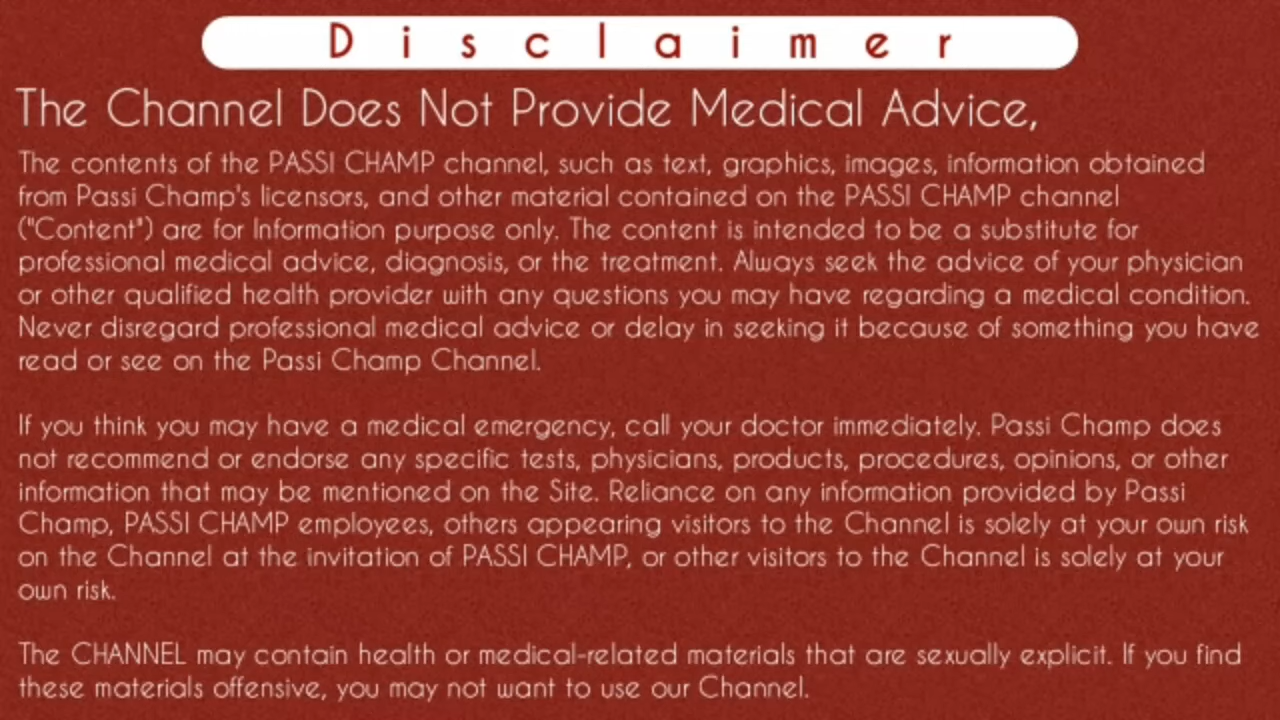 Disclaimer
The Channel Does Not Provide Medical Advice,
The contents of the PASSI CHAMP channel, such as text, graphics, images, information obtained
from Passi Champ's licensors, and other material contained on the PASSI CHAMP channel
("Content") are for Information purpose only. The content is intended to be a substitute for
professional medical advice, diagnosis, or the treatment. Always seek the advice of your physician
or other qualified health provider with any questions you may have regarding a medical condition.
Never disregard professional medical advice or delay in seeking it because of something you have
read or see on the Passi Champ Channel.
If you think you may have a medical emergency, call your doctor immediately. Passi Champ does
not recommend or endorse any specific tests, physicians, products, procedures, opinions, or other
information that may be mentioned on the Site. Reliance on any information provided by Passi
Champ, PASSI CHAMP employees, others appearing visitors to the Channel is solely at your own risk
on the Channel at the invitation of PASSI CHAMP, or other visitors to the Channel is solely at your
own risk.
The CHANNEL may contain health or medical-related materials that are sexually explicit. If you find
these materials offensive, you may not want to use our Channel.